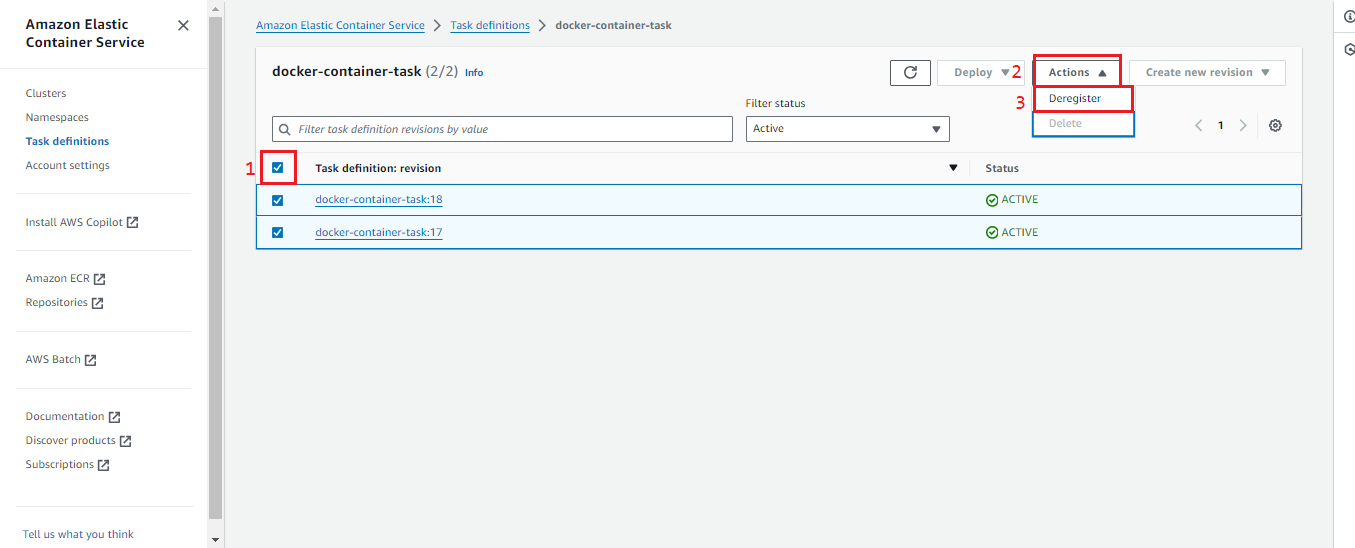 Amazon Elastic
Container Service
Clusters
Namespaces
Task definitions
Account settings
Install AWS Copilot
Amazon ECR
Repositories
AWS Batch
Documentation
Discover products
Subscriptions
Tell us what you think
Amazon Elastic Container Service > Task definitions > docker-container-task
docker-container-task (2/2) Info
Deploy 2 Actions Create new revision
3 Deregister
Delete
Filter status
Filter task definition revisions by value
Active
1
1 Task definition: revision Status
docker-container-task:18 ACTIVE
docker-container-task:17 ACTIVE